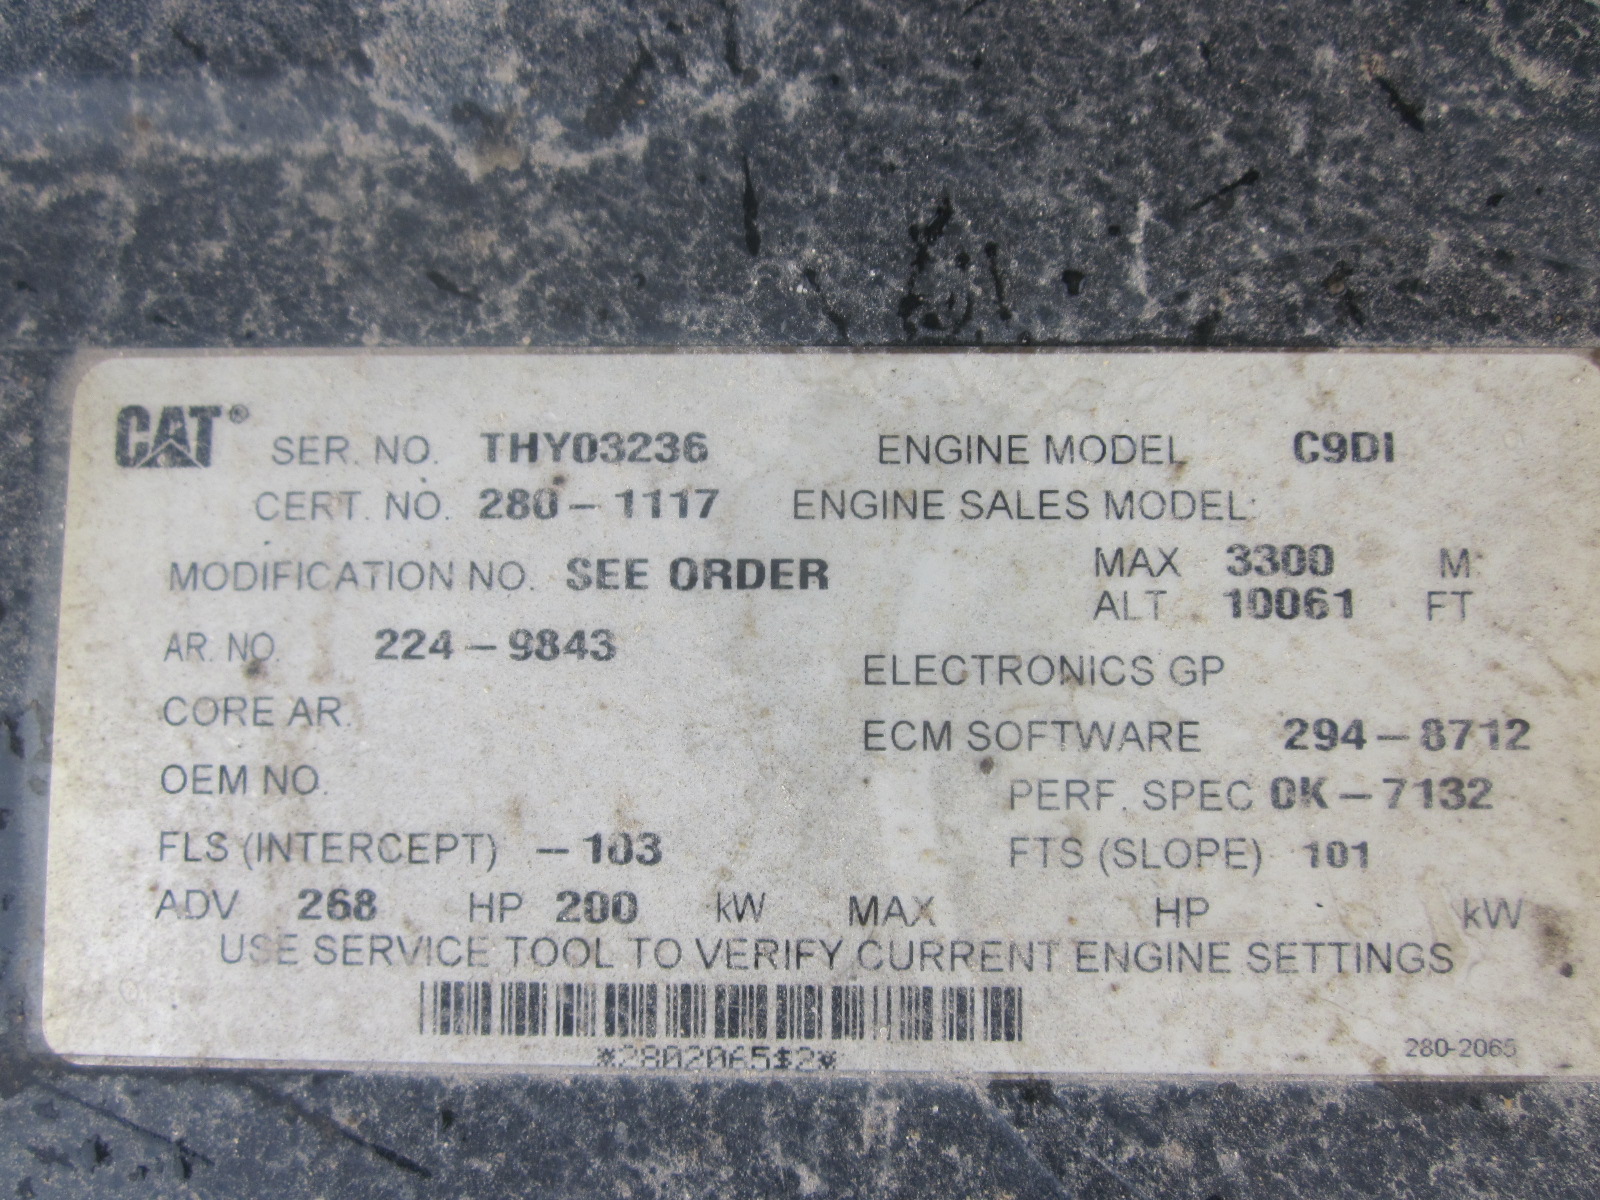 CAT® SER. NO. THY03236 ENGINE MODEL C9DI
CERT. NO. 280-1117 ENGINE SALES MODEL:
MODIFICATION NO. SEE ORDER MAX 3300 M
ALT 10061 FT
AR. NO. 224-9843
ELECTRONICS GP
CORE AR.
ECM SOFTWARE 294-8712
OEM NO.
PERF. SPEC 0K-7132
FLS (INTERCEPT) -103 FTS (SLOPE) 101
ADV 268 HP 200 kW MAX HP kW
USE SERVICE TOOL TO VERIFY CURRENT ENGINE SETTINGS
*2802065‡2*
280-2065